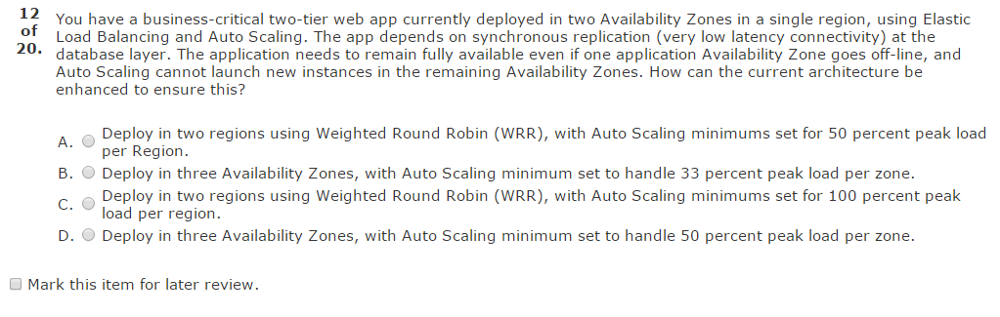 12
of
20.
You have a business-critical two-tier web app currently deployed in two Availability Zones in a single region, using Elastic
Load Balancing and Auto Scaling. The app depends on synchronous replication (very low latency connectivity) at the
database layer. The application needs to remain fully available even if one application Availability Zone goes off-line, and
Auto Scaling cannot launch new instances in the remaining Availability Zones. How can the current architecture be
enhanced to ensure this?
A. Deploy in two regions using Weighted Round Robin (WRR), with Auto Scaling minimums set for 50 percent peak load
per Region.
B. Deploy in three Availability Zones, with Auto Scaling minimum set to handle 33 percent peak load per zone.
C. Deploy in two regions using Weighted Round Robin (WRR), with Auto Scaling minimums set for 100 percent peak
load per region.
D. Deploy in three Availability Zones, with Auto Scaling minimum set to handle 50 percent peak load per zone.
Mark this item for later review.